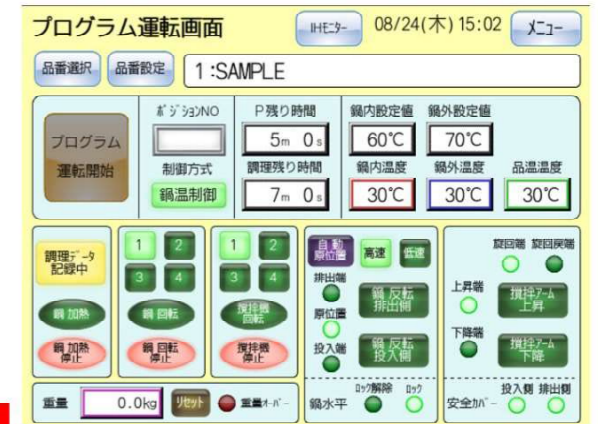 プログラム運転画面 IHﾓﾆﾀｰ 08/24(木) 15:02 ﾒﾆｭｰ
品番選択 品番設定 1:SAMPLE
ﾎﾟｼﾞｼｮﾝNO P残り時間 鍋内設定値 鍋外設定値
プログラム運転開始 5m 0s 60℃ 70℃
制御方式 調理残り時間 鍋内温度 鍋外温度 品温温度
鍋温制御 7m 0s 30℃ 30℃ 30℃
調理ﾃﾞｰﾀ
記録中
鍋 加熱
鍋 加熱
停止
1 2
3 4
鍋 回転
鍋 回転
停止
1 2
3 4
撹拌機
回転
撹拌機
停止
自動
原位置
高速 低速
排出端
鍋 反転
排出側
原位置
投入端
鍋 反転
投入側
旋回端 旋回戻端
上昇端
撹拌ｱｰﾑ
上昇
下降端
撹拌ｱｰﾑ
下降
重量 0.0kg ﾘｾｯﾄ 重量ｵｰﾊﾞｰ
ﾛｯｸ解除 ﾛｯｸ
鍋水平
投入側 排出側
安全ｶﾊﾞｰ